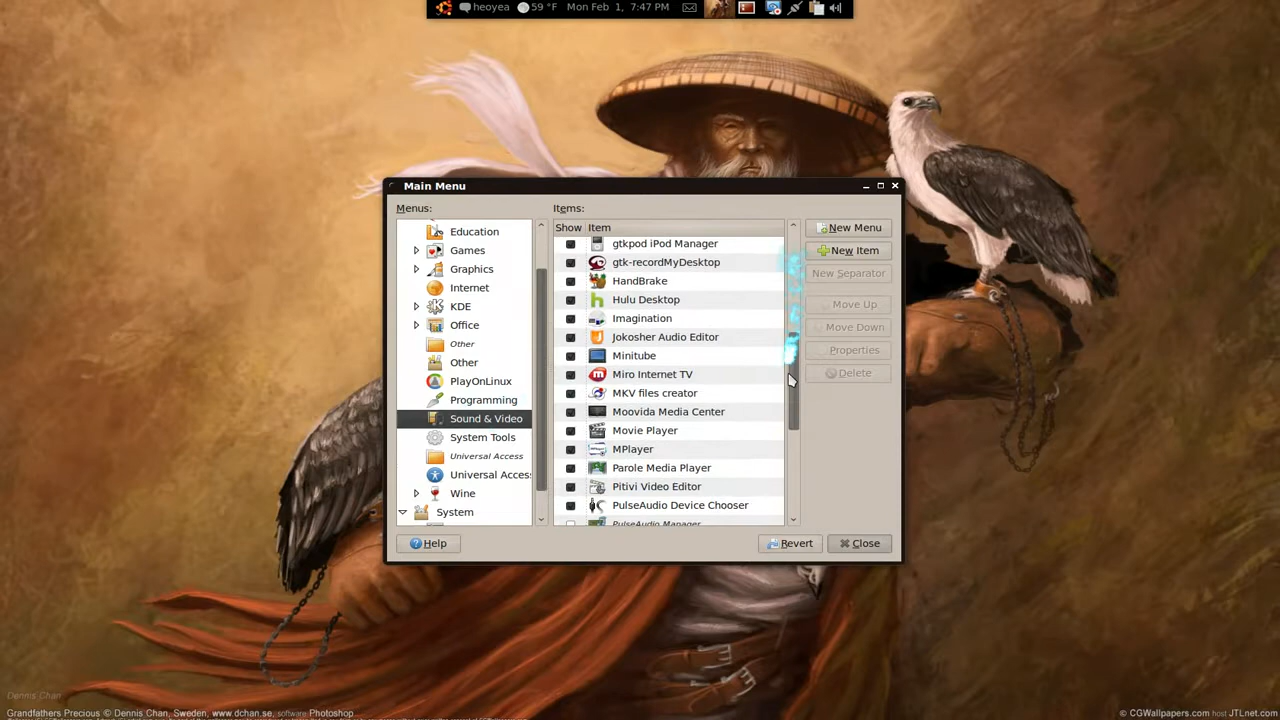 heoyea 59 °F Mon Feb 1, 7:47 PM
Main Menu
Menus:
Education
Games
Graphics
Internet
KDE
Office
Other
Other
PlayOnLinux
Programming
Sound & Video
System Tools
Universal Access
Universal Acces
Wine
System
Items:
Show Item
gtkpod iPod Manager
gtk-recordMyDesktop
HandBrake
Hulu Desktop
Imagination
Jokosher Audio Editor
Minitube
Miro Internet TV
MKV files creator
Moovida Media Center
Movie Player
MPlayer
Parole Media Player
Pitivi Video Editor
PulseAudio Device Chooser
PulseAudio Manager
New Menu
New Item
New Separator
Move Up
Move Down
Properties
Delete
Help
Revert
Close
Dennis Chan
Grandfathers Precious © Dennis Chan, Sweden, www.dchan.se, software Photoshop
© CGWallpapers.com host JTLnet.com